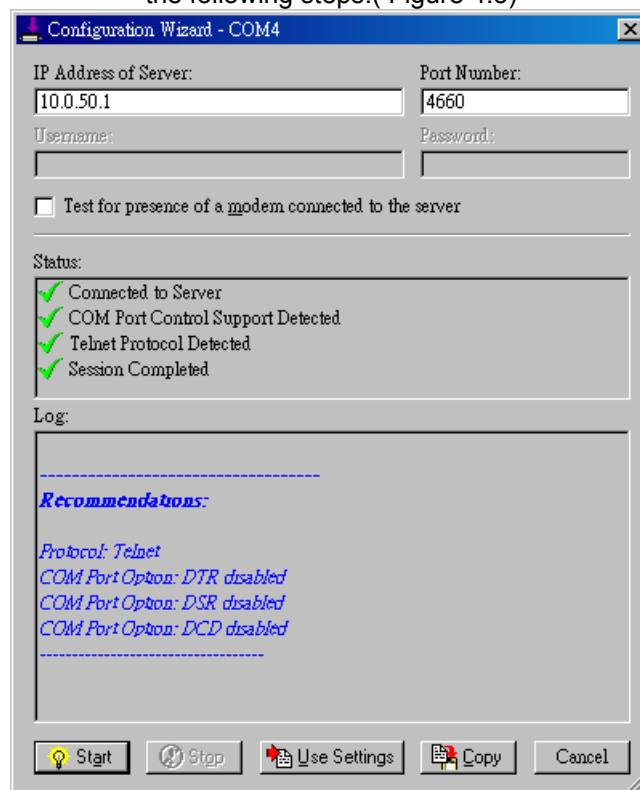 the following steps.( Figure 4.5)
Configuration Wizard - COM4
IP Address of Server: Port Number:
10.0.50.1 4660
Username: Password:
Test for presence of a modem connected to the server
Status:
Connected to Server
COM Port Control Support Detected
Telnet Protocol Detected
Session Completed
Log:
----------------------------------
Recommendations:
Protocol: Telnet
COM Port Option: DTR disabled
COM Port Option: DSR disabled
COM Port Option: DCD disabled
----------------------------------
Start Stop Use Settings Copy Cancel